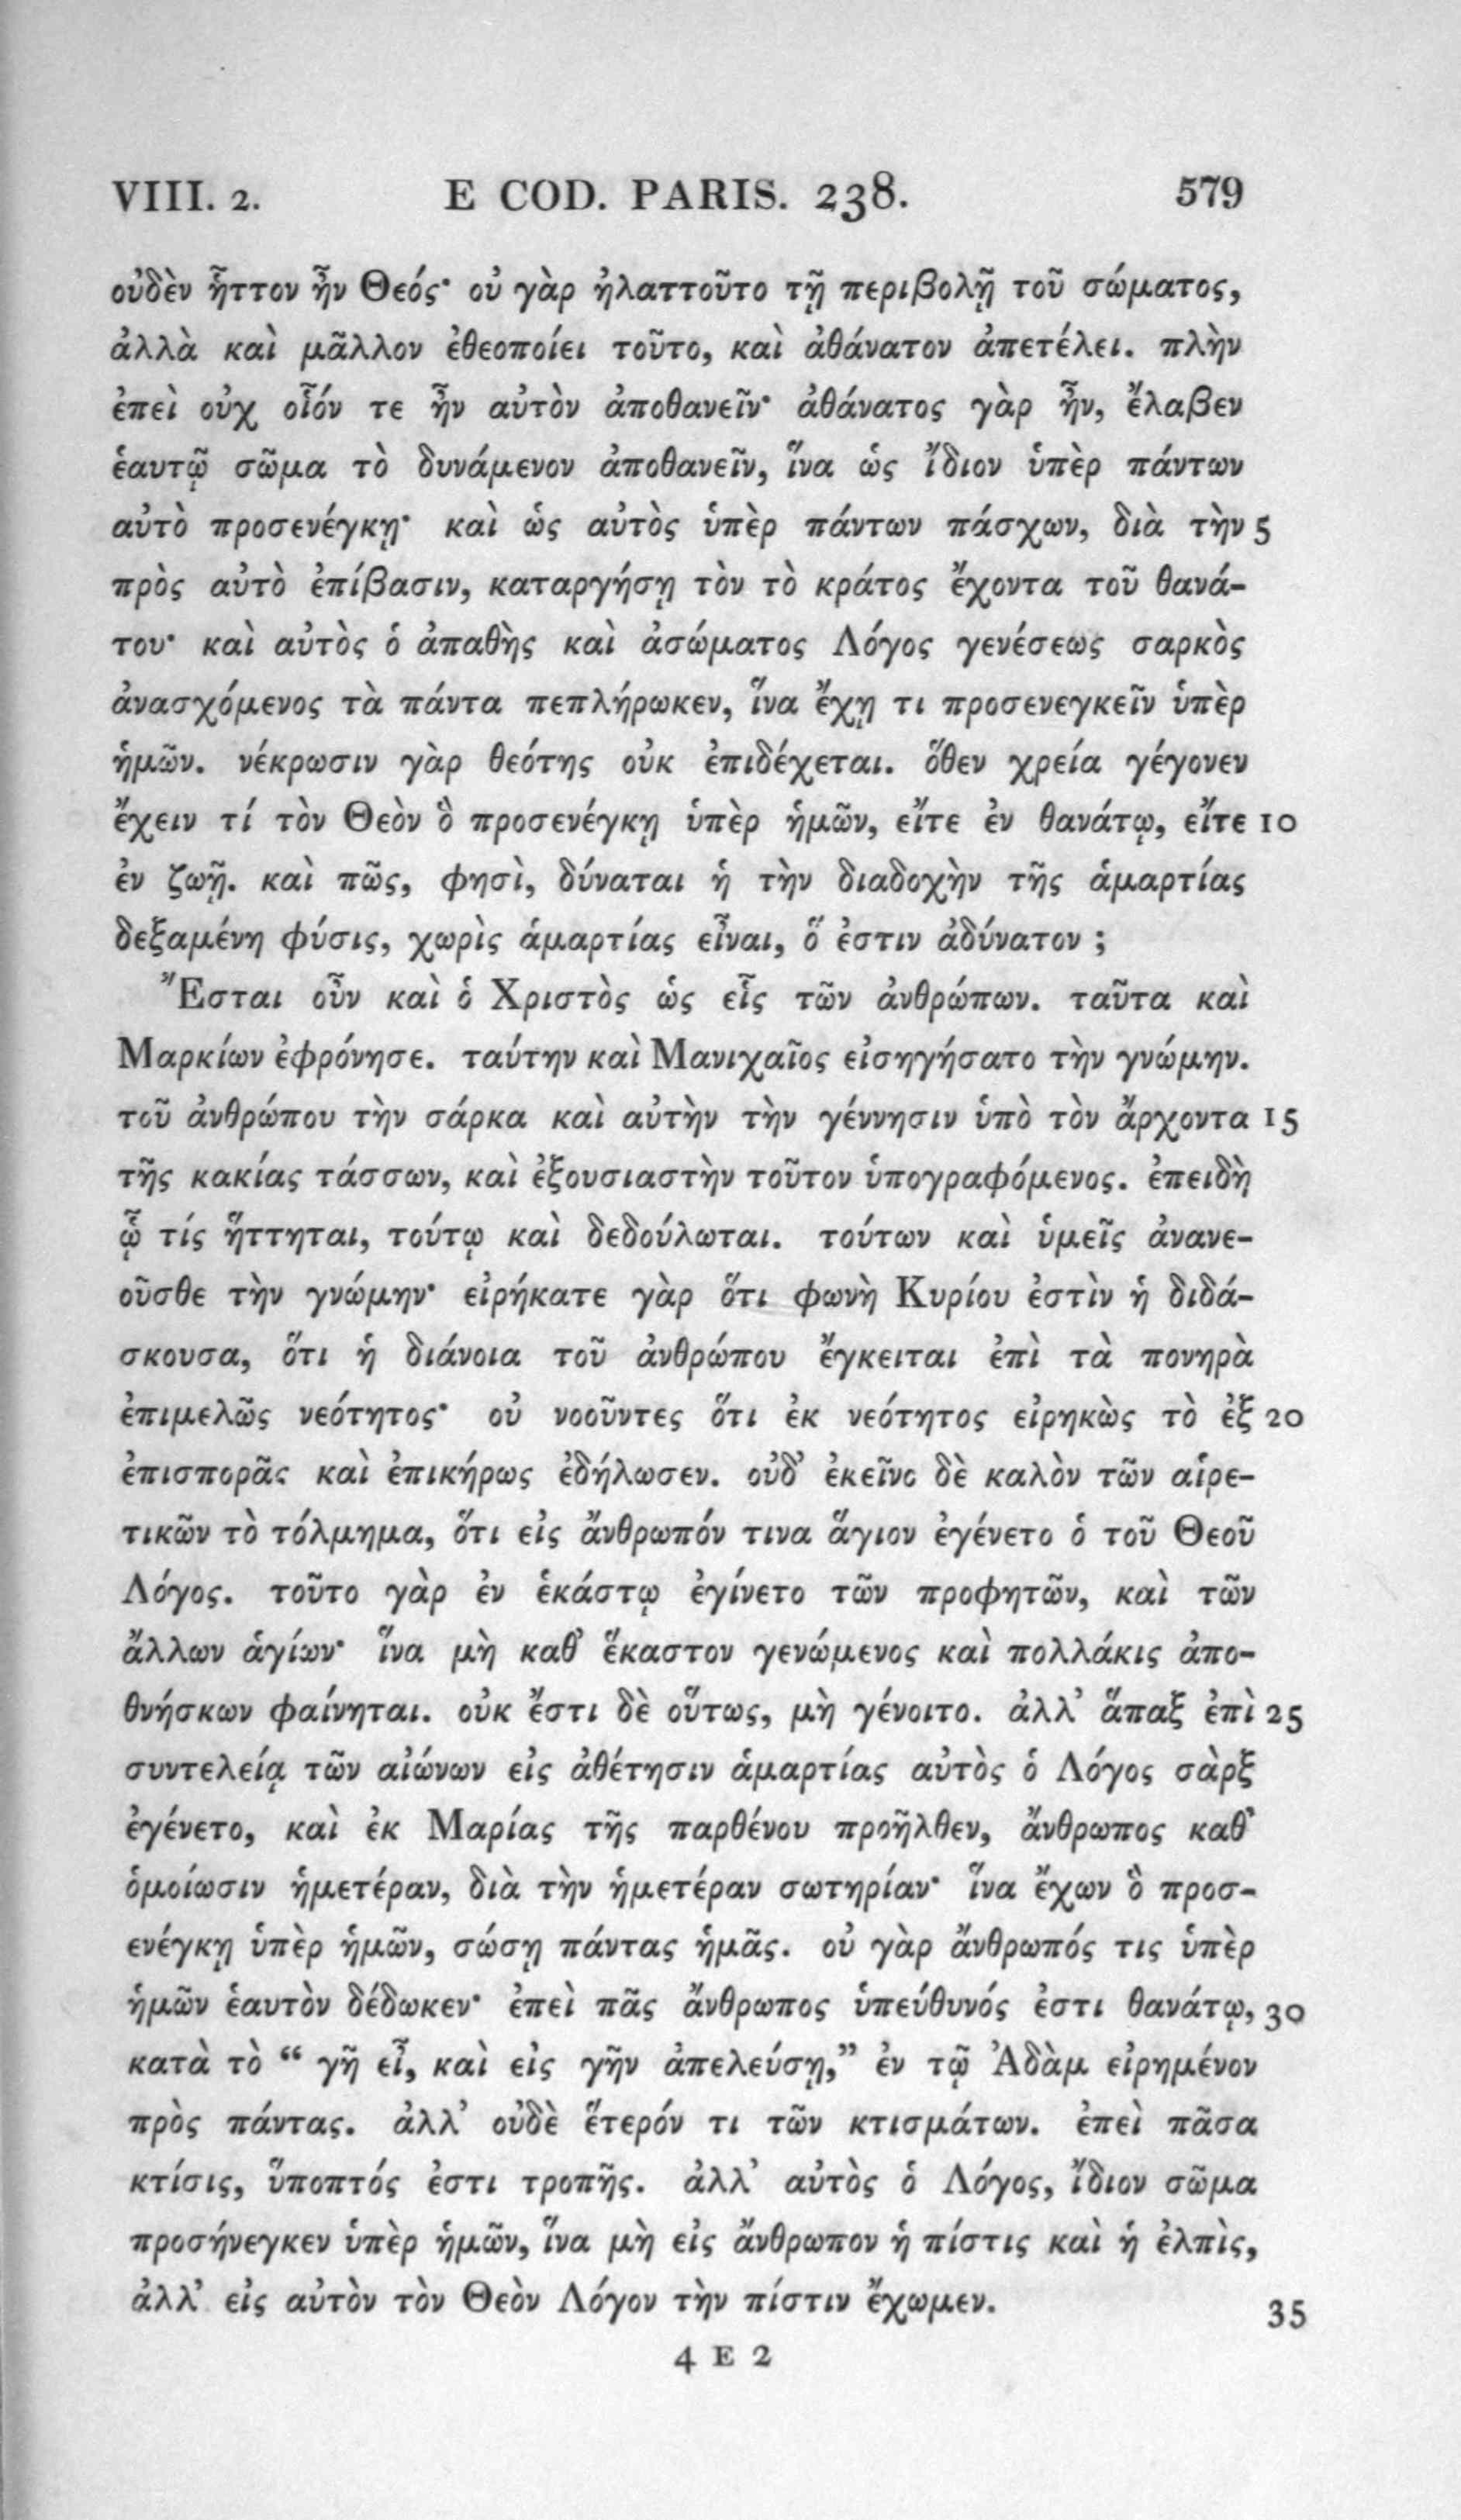 VIII. 2. E COD. PARIS. 238. 579
οὐδὲν ἧττον ἦν Θεός· οὐ γὰρ ἠλαττοῦτο τῇ περιβολῇ τοῦ σώματος,
ἀλλὰ καὶ μᾶλλον ἐθεοποίει τοῦτο, καὶ ἀθάνατον ἀπετέλει. πλὴν
ἐπεὶ οὐχ οἷόν τε ἦν αὐτὸν ἀποθανεῖν· ἀθάνατος γὰρ ἦν, ἔλαβεν
ἑαυτῷ σῶμα τὸ δυνάμενον ἀποθανεῖν, ἵνα ὡς ἴδιον ὑπὲρ πάντων
αὐτὸ προσενέγκῃ· καὶ ὡς αὐτὸς ὑπὲρ πάντων πάσχων, διὰ τὴν 5
πρὸς αὐτὸ ἐπίβασιν, καταργήσῃ τὸν τὸ κράτος ἔχοντα τοῦ θανά-
του· καὶ αὐτὸς ὁ ἀπαθὴς καὶ ἀσώματος Λόγος γενέσεως σαρκὸς
ἀνασχόμενος τὰ πάντα πεπλήρωκεν, ἵνα ἔχῃ τι προσενεγκεῖν ὑπὲρ
ἡμῶν. νέκρωσιν γὰρ θεότης οὐκ ἐπιδέχεται. ὅθεν χρεία γέγονεν
ἔχειν τί τὸν Θεὸν ὃ προσενέγκῃ ὑπὲρ ἡμῶν, εἴτε ἐν θανάτῳ, εἴτε 10
ἐν ζωῇ. καὶ πῶς, φησὶ, δύναται ἡ τὴν διαδοχὴν τῆς ἁμαρτίας
δεξαμένη φύσις, χωρὶς ἁμαρτίας εἶναι, ὅ ἐστιν ἀδύνατον ;
Ἔσται οὖν καὶ ὁ Χριστὸς ὡς εἷς τῶν ἀνθρώπων. ταῦτα καὶ
Μαρκίων ἐφρόνησε. ταύτην καὶ Μανιχαῖος εἰσηγήσατο τὴν γνώμην.
τοῦ ἀνθρώπου τὴν σάρκα καὶ αὐτὴν τὴν γέννησιν ὑπὸ τὸν ἄρχοντα 15
τῆς κακίας τάσσων, καὶ ἐξουσιαστὴν τοῦτον ὑπογραφόμενος. ἐπειδὴ
ᾧ τίς ἥττηται, τούτῳ καὶ δεδούλωται. τούτων καὶ ὑμεῖς ἀνανε-
οῦσθε τὴν γνώμην· εἰρήκατε γὰρ ὅτι φωνὴ Κυρίου ἐστὶν ἡ διδά-
σκουσα, ὅτι ἡ διάνοια τοῦ ἀνθρώπου ἔγκειται ἐπὶ τὰ πονηρὰ
ἐπιμελῶς νεότητος· οὐ νοοῦντες ὅτι ἐκ νεότητος εἰρηκὼς τὸ ἐξ 20
ἐπισπορᾶς καὶ ἐπικήρως ἐδήλωσεν. οὐδ᾽ ἐκεῖνο δὲ καλὸν τῶν αἱρε-
τικῶν τὸ τόλμημα, ὅτι εἰς ἄνθρωπόν τινα ἅγιον ἐγένετο ὁ τοῦ Θεοῦ
Λόγος. τοῦτο γὰρ ἐν ἑκάστῳ ἐγίνετο τῶν προφητῶν, καὶ τῶν
ἄλλων ἁγίων· ἵνα μὴ καθ᾽ ἕκαστον γενώμενος καὶ πολλάκις ἀπο-
θνήσκων φαίνηται. οὐκ ἔστι δὲ οὕτως, μὴ γένοιτο. ἀλλ᾽ ἅπαξ ἐπὶ 25
συντελείᾳ τῶν αἰώνων εἰς ἀθέτησιν ἁμαρτίας αὐτὸς ὁ Λόγος σὰρξ
ἐγένετο, καὶ ἐκ Μαρίας τῆς παρθένου προῆλθεν, ἄνθρωπος καθ᾽
ὁμοίωσιν ἡμετέραν, διὰ τὴν ἡμετέραν σωτηρίαν· ἵνα ἔχων ὃ προσ-
ενέγκῃ ὑπὲρ ἡμῶν, σώσῃ πάντας ἡμᾶς. οὐ γὰρ ἄνθρωπός τις ὑπὲρ
ἡμῶν ἑαυτὸν δέδωκεν· ἐπεὶ πᾶς ἄνθρωπος ὑπεύθυνός ἐστι θανάτῳ, 30
κατὰ τὸ “ γῆ εἶ, καὶ εἰς γῆν ἀπελεύσῃ,” ἐν τῷ Ἀδὰμ εἰρημένον
πρὸς πάντας. ἀλλ᾽ οὐδὲ ἕτερόν τι τῶν κτισμάτων. ἐπεὶ πᾶσα
κτίσις, ὕποπτός ἐστι τροπῆς. ἀλλ᾽ αὐτὸς ὁ Λόγος, ἴδιον σῶμα
προσήνεγκεν ὑπὲρ ἡμῶν, ἵνα μὴ εἰς ἄνθρωπον ἡ πίστις καὶ ἡ ἐλπὶς,
ἀλλ᾽ εἰς αὐτὸν τὸν Θεὸν Λόγον τὴν πίστιν ἔχωμεν. 35
4 E 2